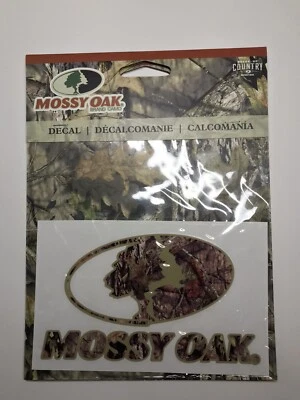 COUNTRY
MOSSY OAK
BRAND CAMO
DECAL | DÉCALCOMANIE | CALCOMANÍA
MOSSY OAK